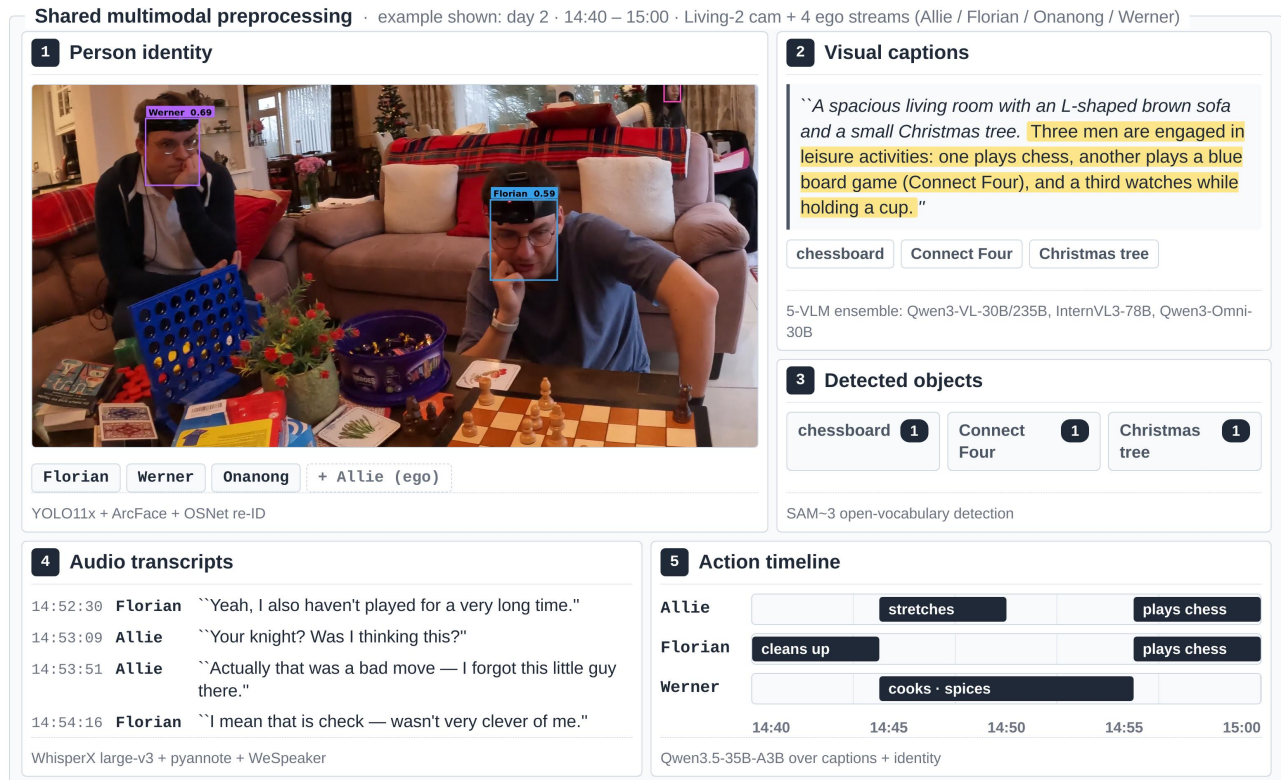 Shared multimodal preprocessing · example shown: day 2 · 14:40 – 15:00 · Living-2 cam + 4 ego streams (Allie / Florian / Onanong / Werner)
1 Person identity
Werner 0.69
Florian 0.59
Florian Werner Onanong + Allie (ego)
YOLO11x + ArcFace + OSNet re-ID
2 Visual captions
``A spacious living room with an L-shaped brown sofa
and a small Christmas tree. Three men are engaged in
leisure activities: one plays chess, another plays a blue
board game (Connect Four), and a third watches while
holding a cup. ''
chessboard Connect Four Christmas tree
5-VLM ensemble: Qwen3-VL-30B/235B, InternVL3-78B, Qwen3-Omni-
30B
3 Detected objects
chessboard 1
Connect Four 1
Christmas tree 1
SAM~3 open-vocabulary detection
4 Audio transcripts
14:52:30 Florian ``Yeah, I also haven't played for a very long time.''
14:53:09 Allie ``Your knight? Was I thinking this?''
14:53:51 Allie ``Actually that was a bad move — I forgot this little guy
there.''
14:54:16 Florian ``I mean that is check — wasn't very clever of me.''
WhisperX large-v3 + pyannote + WeSpeaker
5 Action timeline
Allie stretches plays chess
Florian cleans up plays chess
Werner cooks · spices
14:40 14:45 14:50 14:55 15:00
Qwen3.5-35B-A3B over captions + identity